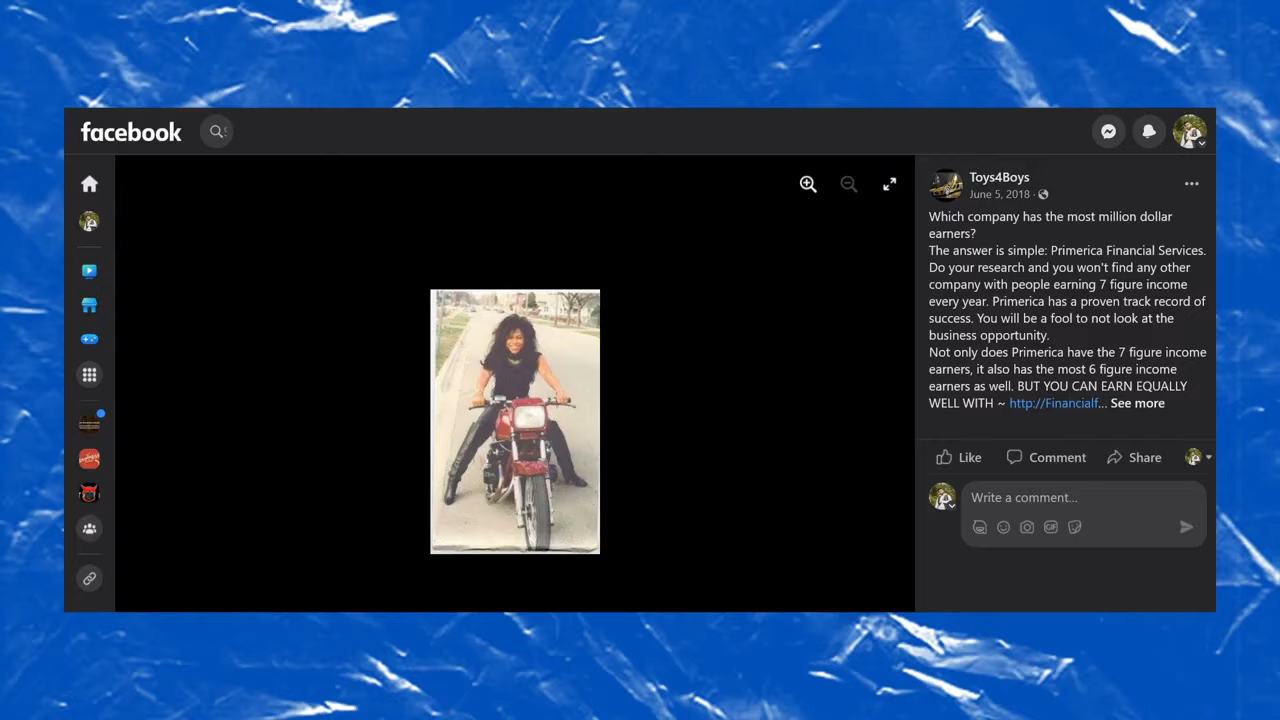 facebook
Toys4Boys
June 5, 2018 ·
Which company has the most million dollar
earners?
The answer is simple: Primerica Financial Services.
Do your research and you won't find any other
company with people earning 7 figure income
every year. Primerica has a proven track record of
success. You will be a fool to not look at the
business opportunity.
Not only does Primerica have the 7 figure income
earners, it also has the most 6 figure income
earners as well. BUT YOU CAN EARN EQUALLY
WELL WITH ~ http://Financialf... See more
Like Comment Share
Write a comment...
GIF